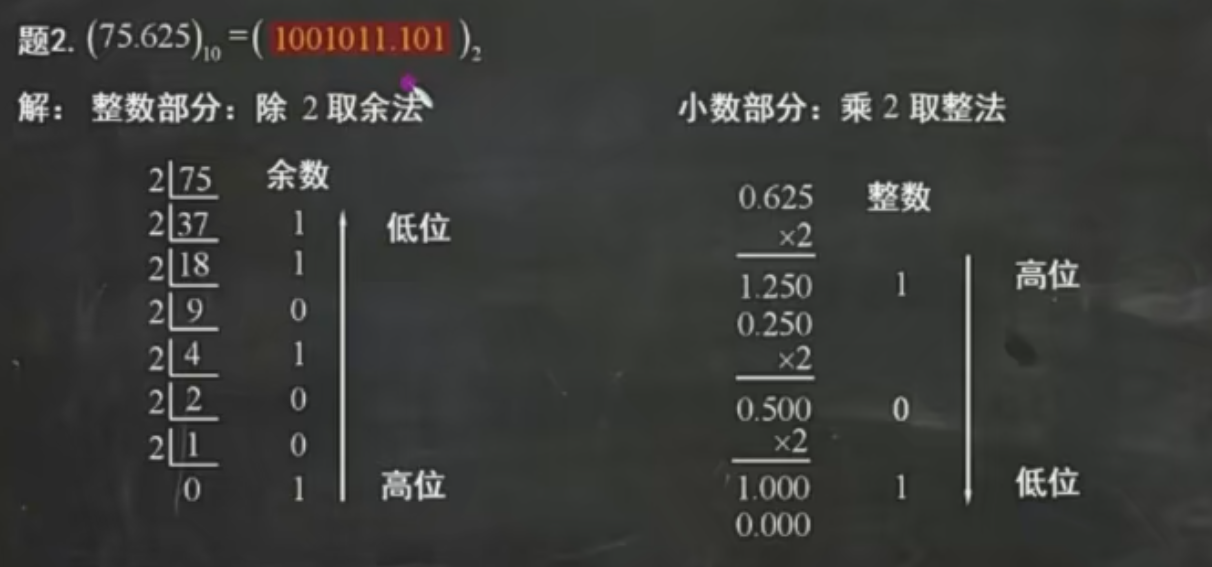 题2. (75.625)₁₀ = ( 1001011.101 )₂
解： 整数部分：除 2 取余法
小数部分：乘 2 取整法
2 75 余数
2 37 1 低位
2 18 1
2 9 0
2 4 1
2 2 0
2 1 0
0 1 高位
0.625 整数
×2
1.250 1 高位
0.250
×2
0.500 0
×2
1.000 1 低位
0.000